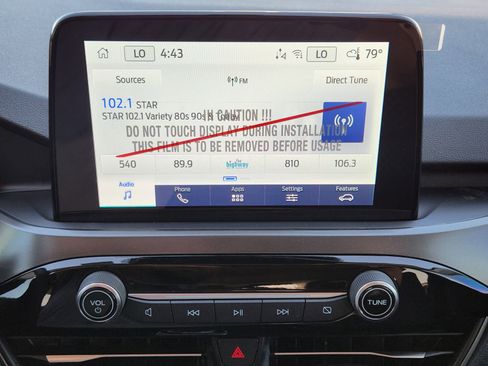 LO 4:43 LO 79°
Sources FM Direct Tune
102.1 STAR
!!! CAUTION !!!
STAR 102.1 Variety 80s 90s
DO NOT TOUCH DISPLAY DURING INSTALLATION
THIS FILM IS TO BE REMOVED BEFORE USAGE
540 89.9 the highway 810 106.3
Audio Phone Apps Settings Features
VOL TUNE